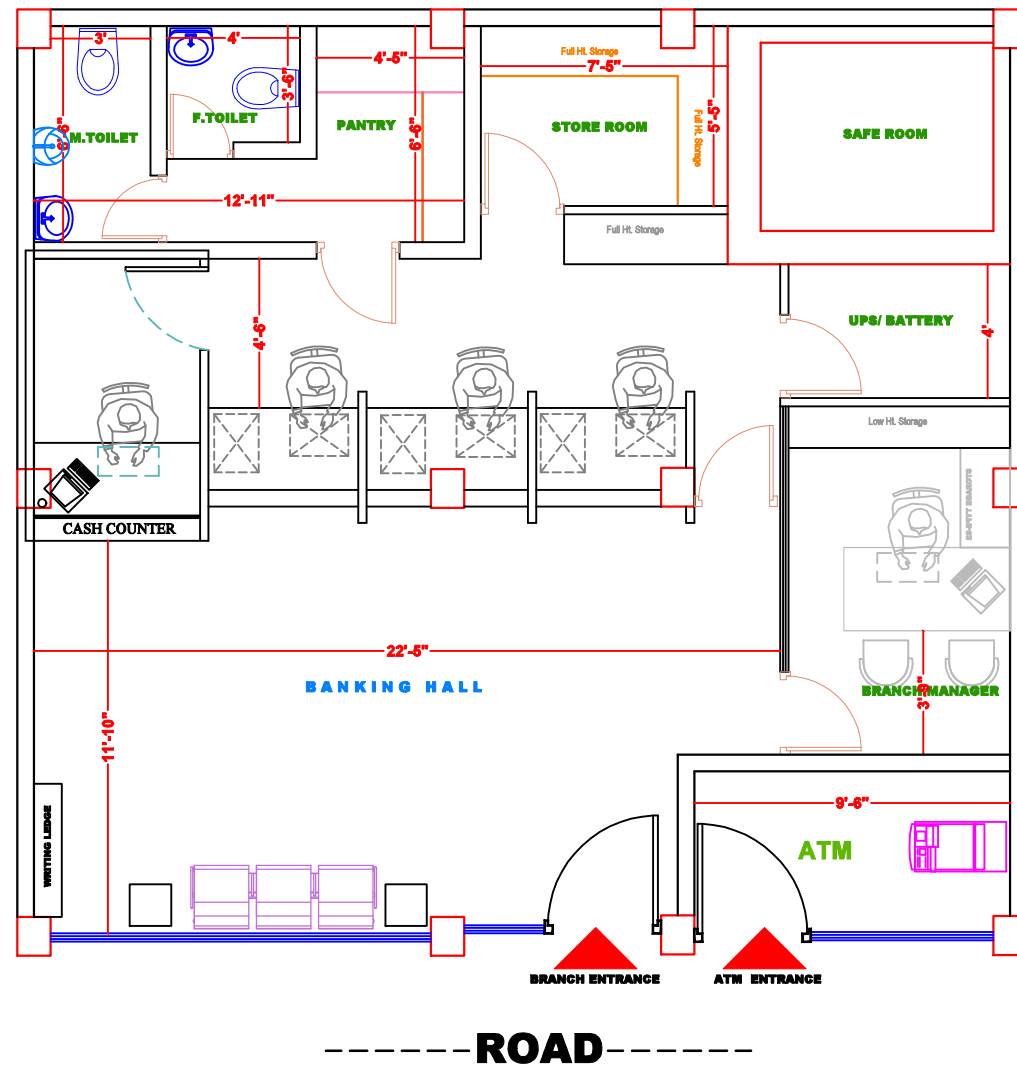 3'
4'
Full Ht. Storage
4'-5"
7'-5"
3'-6"
5'-5"
F.TOILET
PANTRY
STORE ROOM
SAFE ROOM
M.TOILET
6'-6"
6'-6"
Full Ht. Storage
12'-11"
Full Ht. Storage
4'-6"
UPS/ BATTERY
4'
Low Ht. Storage
CASH COUNTER
22'-5"
BANKING HALL
BRANCH MANAGER
3'-9"
11'-10"
9'-6"
WRITING LEDGE
ATM
BRANCH ENTRANCE
ATM ENTRANCE
ROAD